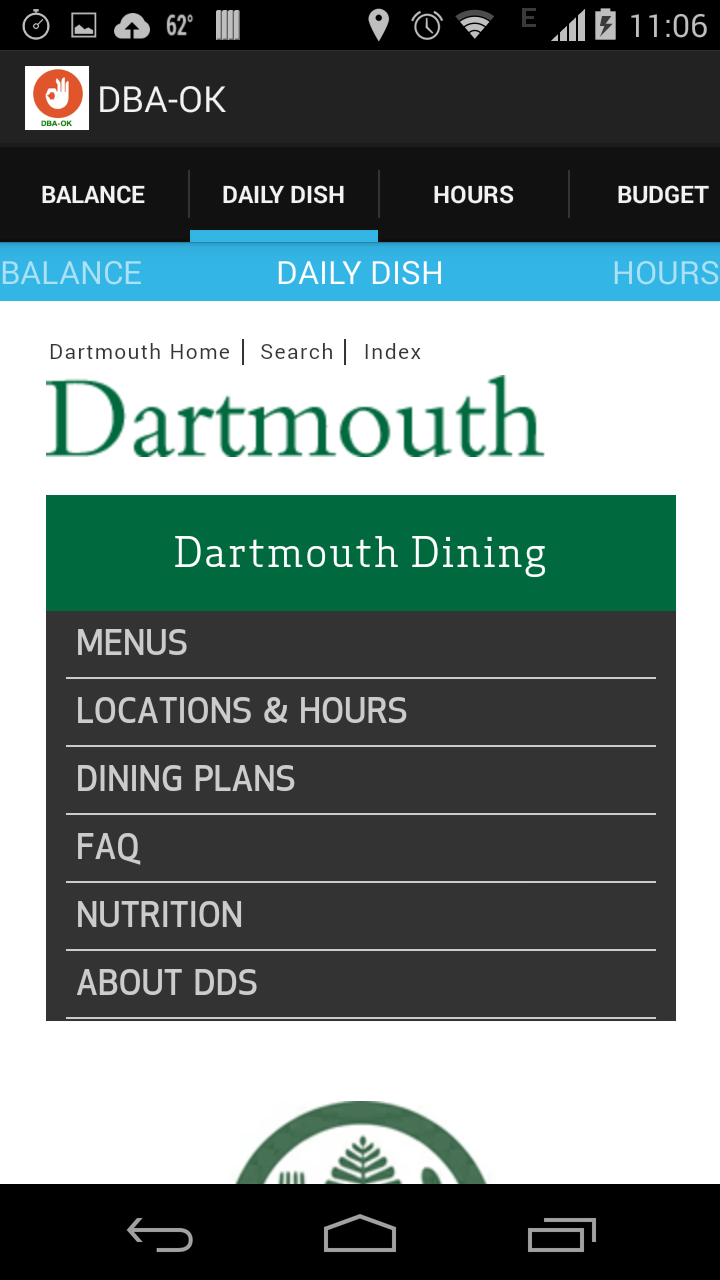 62°
E
11:06
DBA-OK
DBA-OK
BALANCE
DAILY DISH
HOURS
BUDGET
BALANCE
DAILY DISH
HOURS
Dartmouth Home | Search | Index
Dartmouth
Dartmouth Dining
MENUS
LOCATIONS & HOURS
DINING PLANS
FAQ
NUTRITION
ABOUT DDS